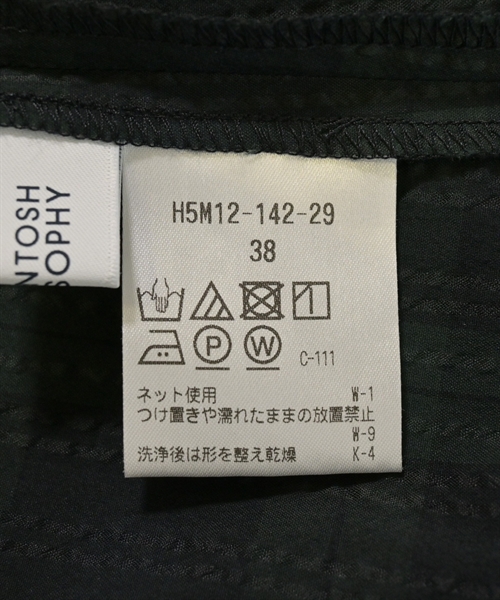 NTOSH
SOPHY
H5M12-142-29
38
P
W
C-111
ネット使用 W-1
つけ置きや濡れたままの放置禁止
W-9
洗浄後は形を整え乾燥 K-4